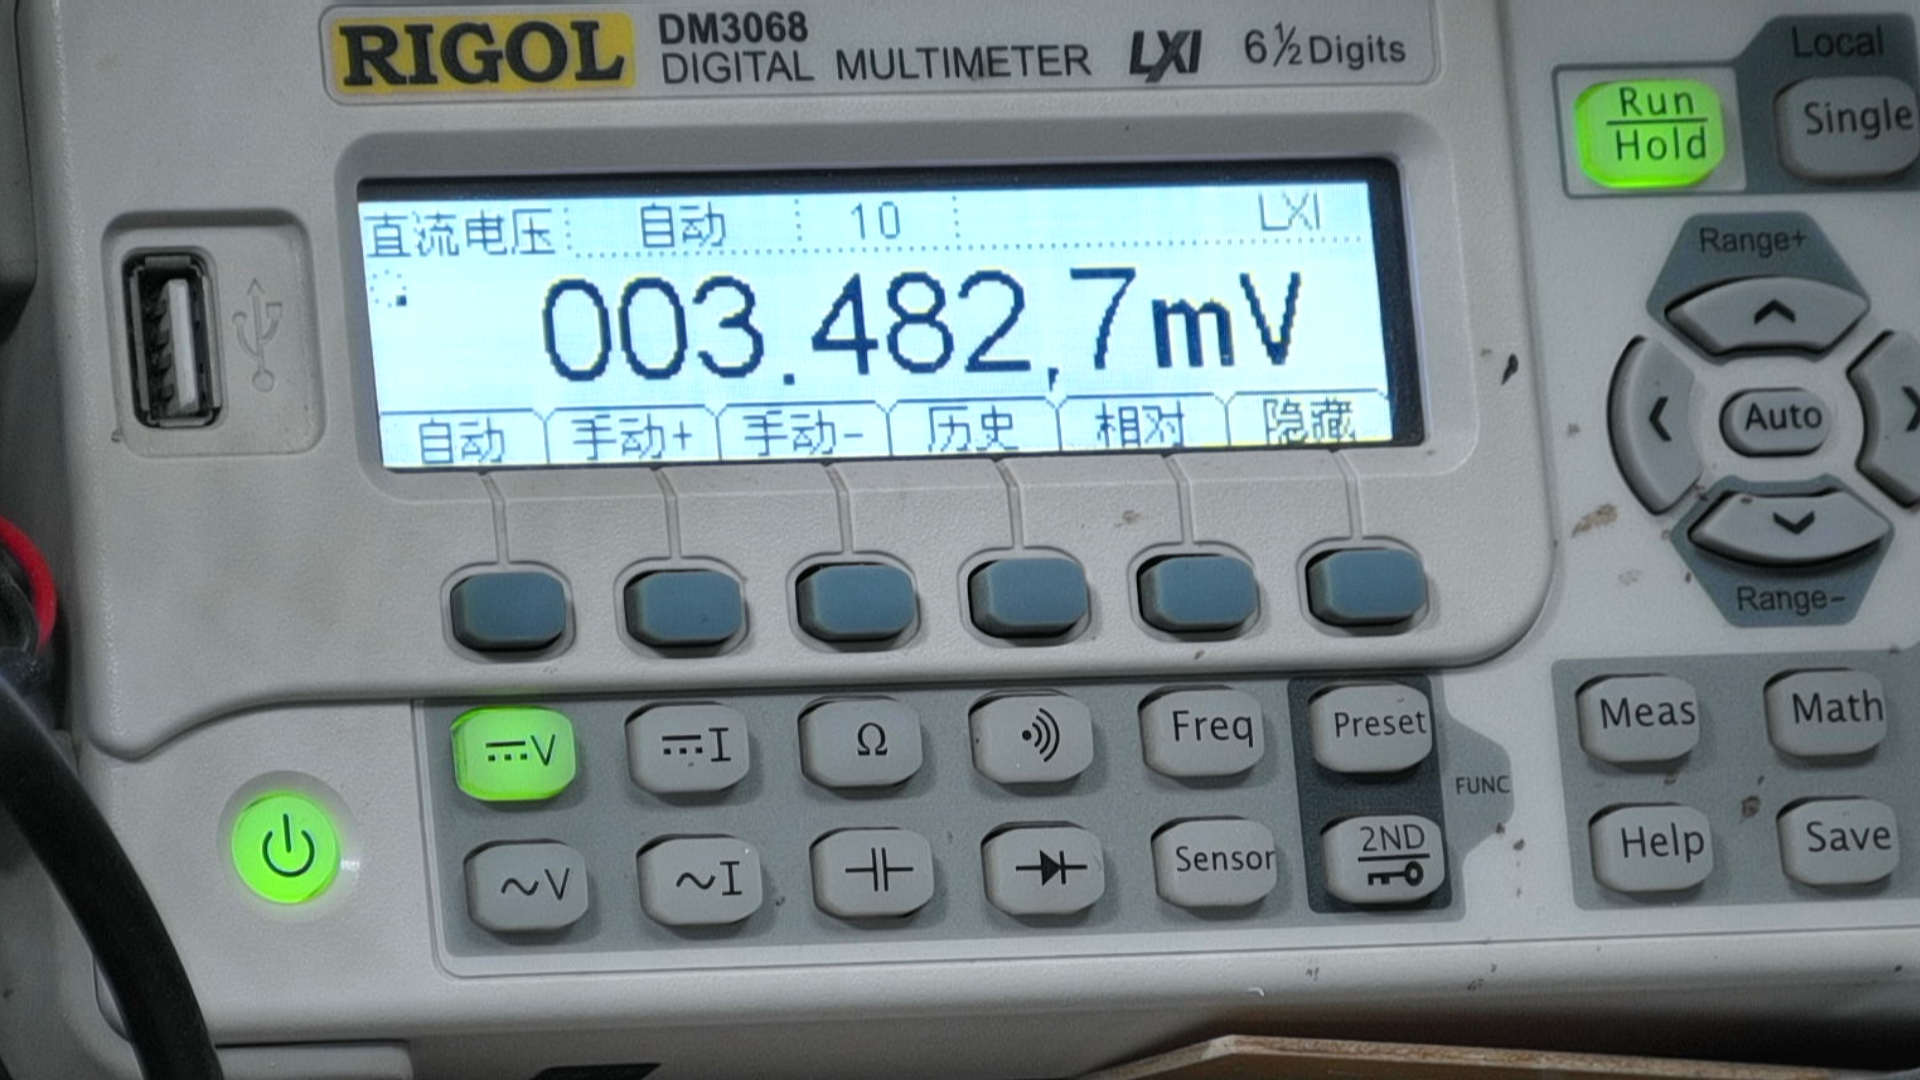 RIGOL DM3068
DIGITAL MULTIMETER LXI 6½Digits
直流电压 自动 10 LXI
003.482,7mV
自动 手动+ 手动- 历史 相对 隐藏
Local
Run
Hold
Single
Range+
Auto
Range-
V I Ω Freq Preset
FUNC
~V ~I Sensor 2ND
Meas Math
Help Save